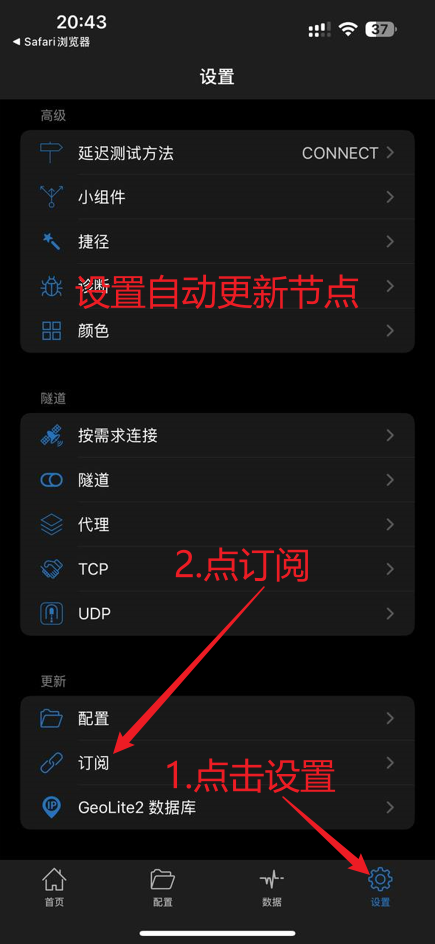 20:43
37
◀ Safari浏览器
设置
高级
延迟测试方法 CONNECT
小组件
捷径
诊断
设置自动更新节点
颜色
隧道
按需求连接
隧道
代理
TCP
2.点订阅
UDP
更新
配置
订阅
1.点击设置
IP
GeoLite2 数据库
首页 配置 数据 设置